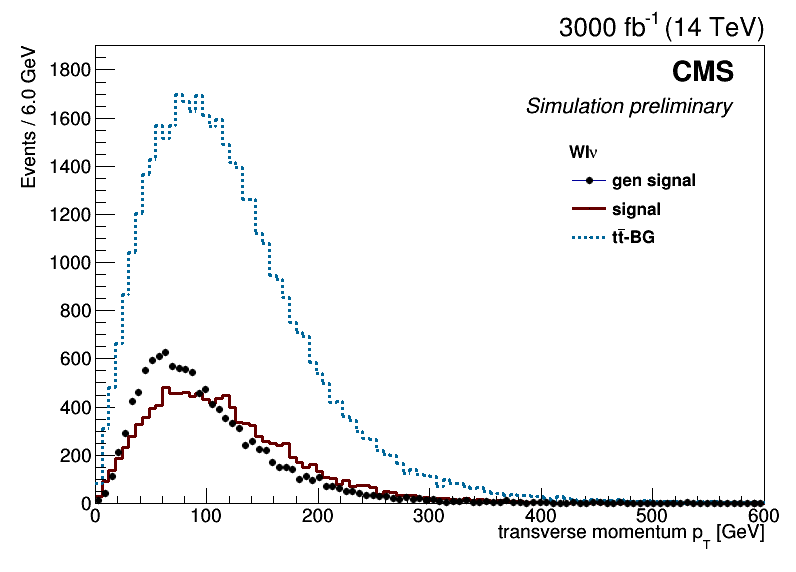 3000 fb⁻¹ (14 TeV)
CMS
Simulation preliminary
Wlν
gen signal
signal
tt̄-BG
Events / 6.0 GeV
1800
1600
1400
1200
1000
800
600
400
200
0
0 100 200 300 400 500 600
transverse momentum p_T [GeV]